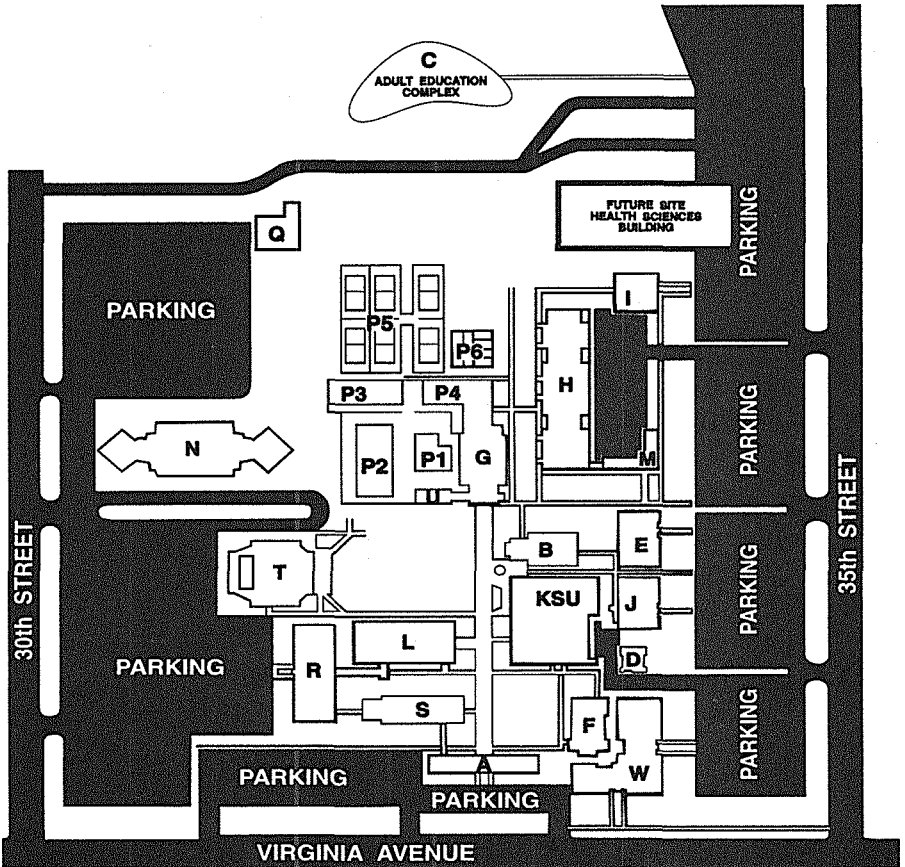 C
ADULT EDUCATION
COMPLEX
FUTURE SITE
HEALTH SCIENCES
BUILDING
PARKING
Q
I
PARKING
P5
P6
H
P3
P4
PARKING
N
P2
P1
G
M
U
30th STREET
35th STREET
B
E
T
KSU
J
PARKING
L
D
PARKING
R
S
F
PARKING
A
W
PARKING
PARKING
VIRGINIA AVENUE